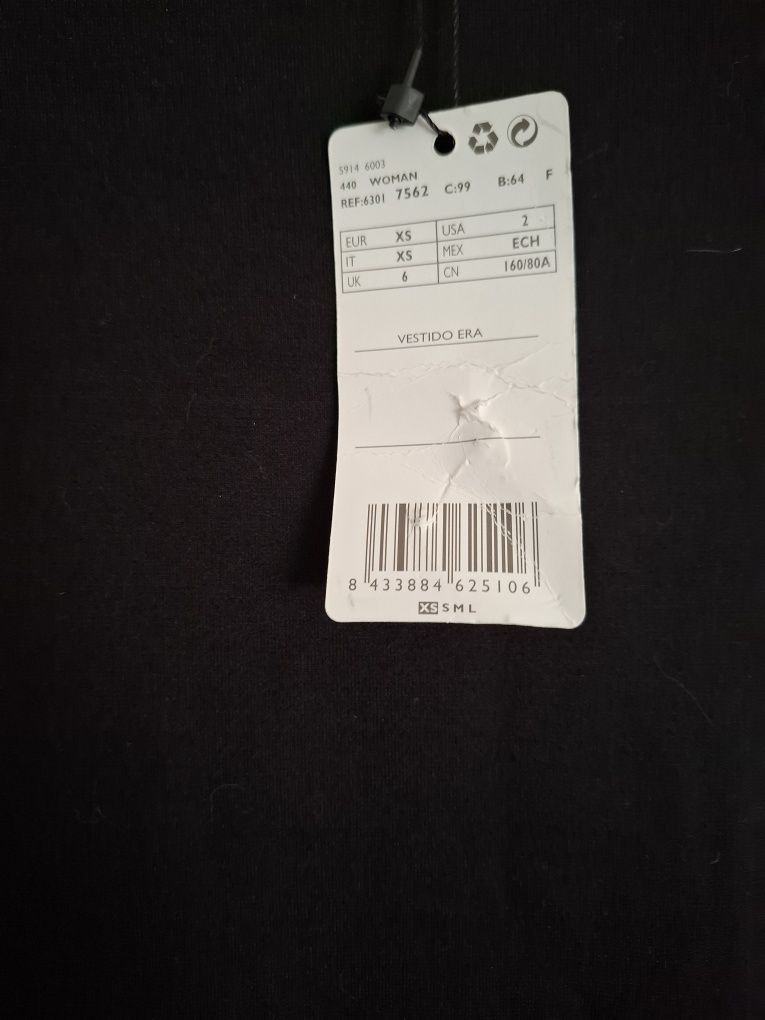 5914 6003
440 WOMAN
REF:6301 7562 C:99 B:64 F
EUR XS USA 2
IT XS MEX ECH
UK 6 CN 160/80A
VESTIDO ERA
8 433884 625106
XS S M L